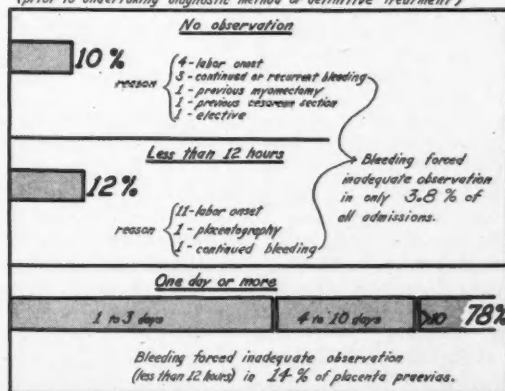 (prior to undertaking diagnostic method or definitive treatment)
No observation
10%
reason
4 - labor onset
3 - continued or recurrent bleeding
1 - previous myomectomy
1 - previous cesarean section
1 - elective
Less than 12 hours
12%
reason
11 - labor onset
1 - placentography
1 - continued bleeding
Bleeding forced
inadequate observation
in only 3.8% of
all admissions.
One day or more
1 to 3 days
4 to 10 days
>10
78%
Bleeding forced inadequate observation
(less than 12 hours) in 14% of placenta praevias.